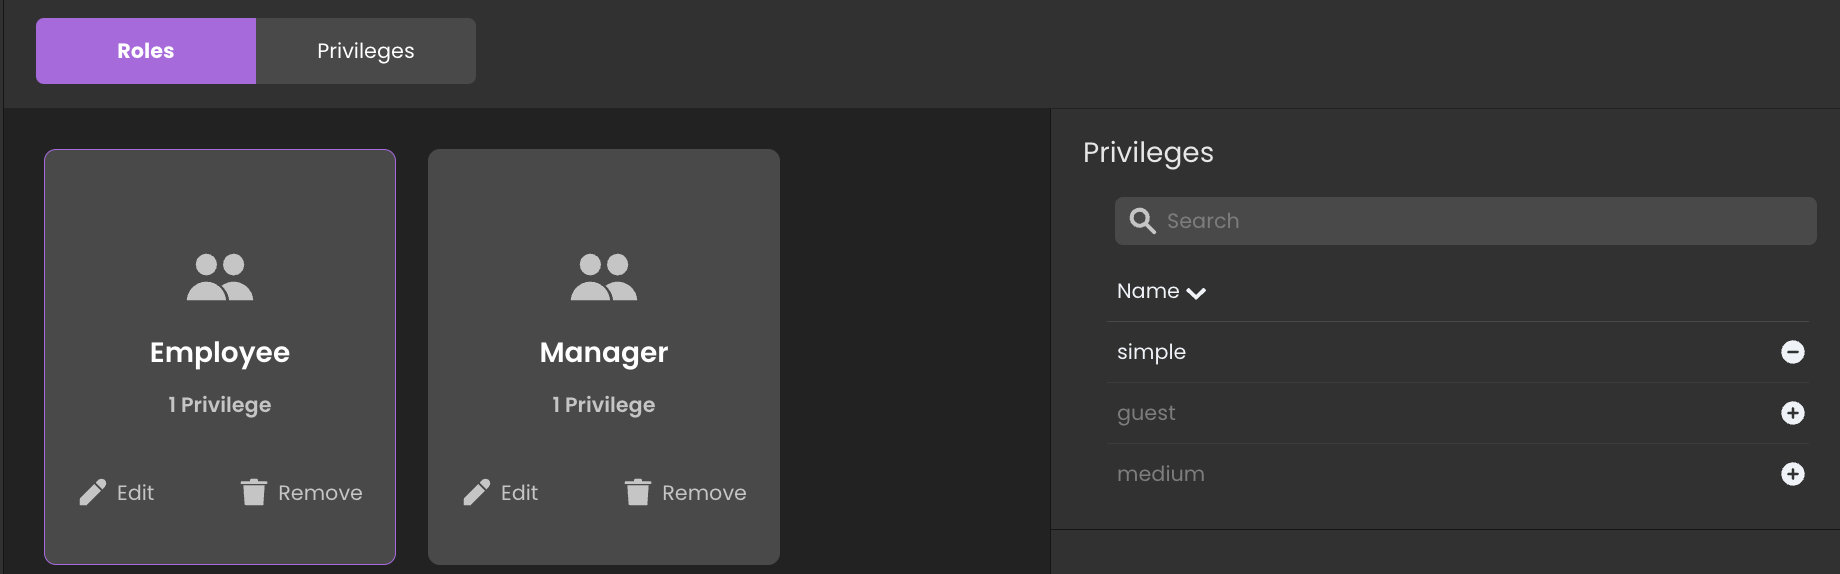 Roles
Privileges
Employee
1 Privilege
Edit
Remove
Manager
1 Privilege
Edit
Remove
Privileges
Search
Name
simple
guest
medium